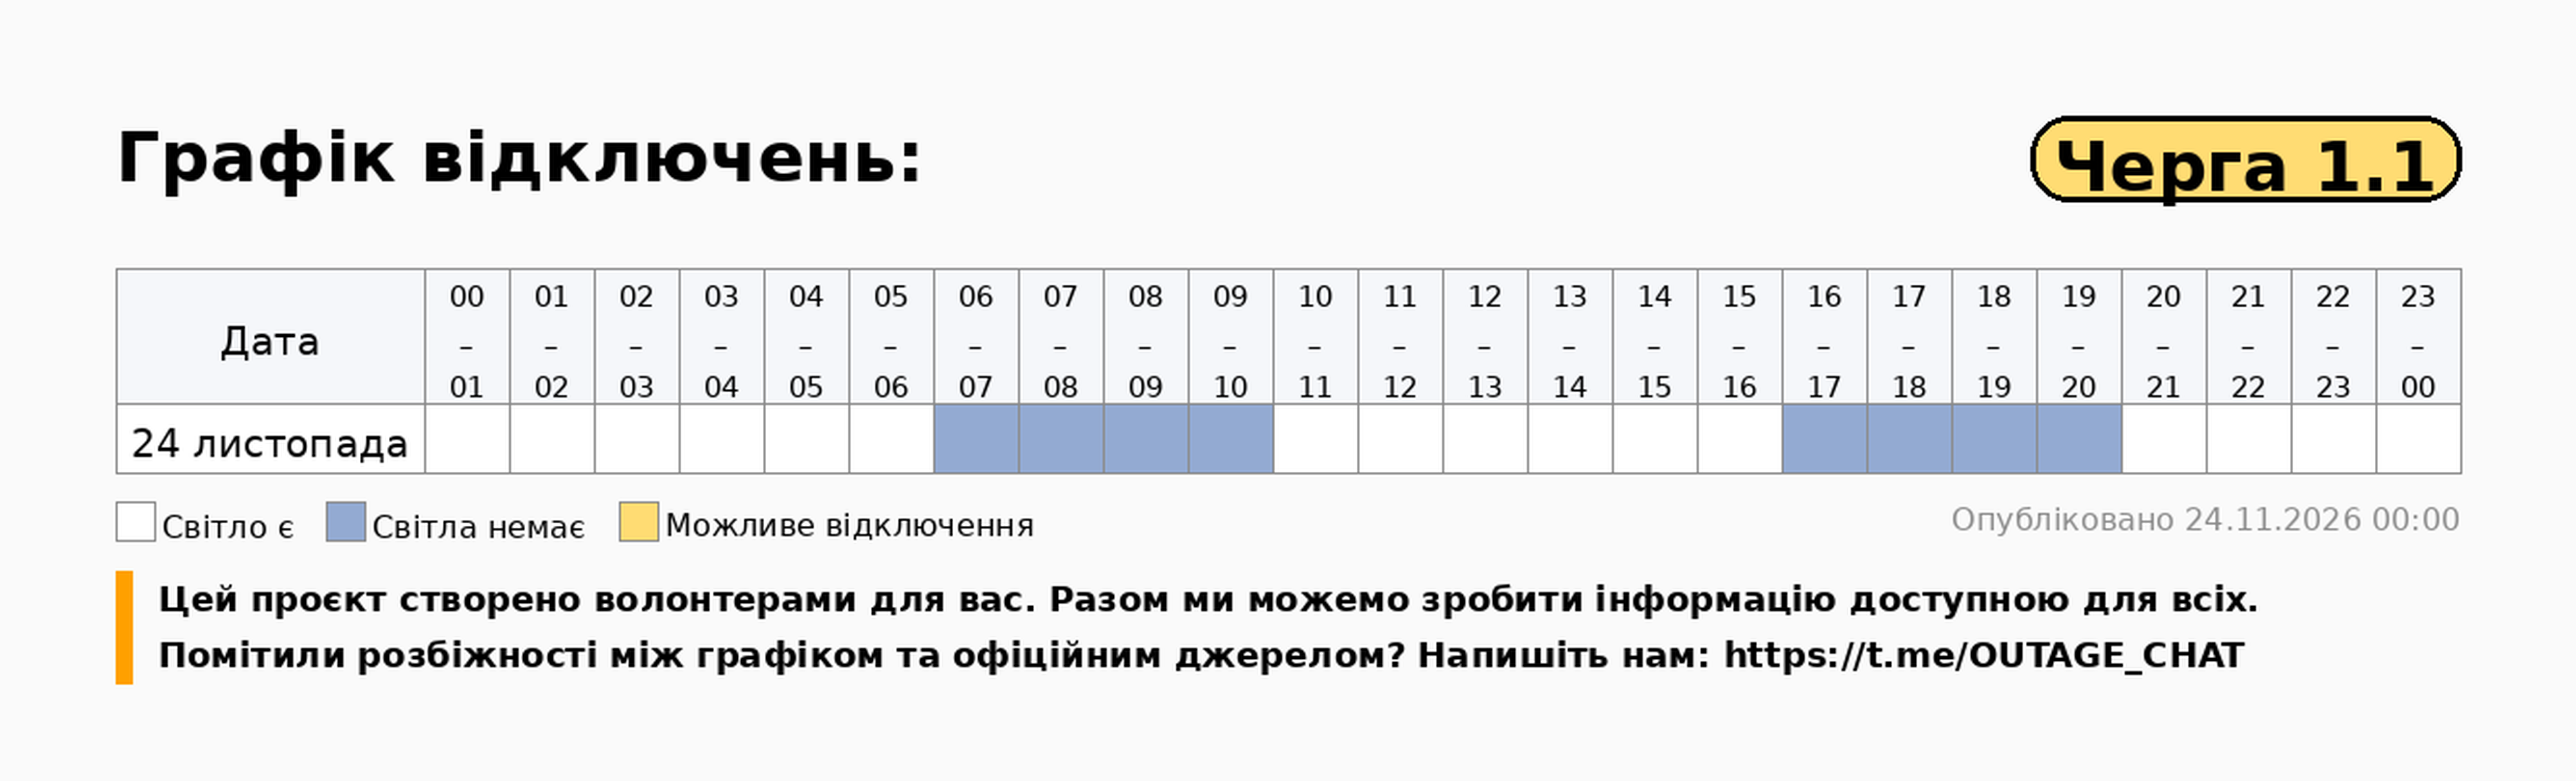 Графік відключень:
Черга 1.1
Дата 00 – 01 01 – 02 02 – 03 03 – 04 04 – 05 05 – 06 06 – 07 07 – 08 08 – 09 09 – 10 10 – 11 11 – 12 12 – 13 13 – 14 14 – 15 15 – 16 16 – 17 17 – 18 18 – 19 19 – 20 20 – 21 21 – 22 22 – 23 23 – 00
24 листопада
Світло є Світла немає Можливе відключення
Опубліковано 24.11.2026 00:00
Цей проєкт створено волонтерами для вас. Разом ми можемо зробити інформацію доступною для всіх.
Помітили розбіжності між графіком та офіційним джерелом? Напишіть нам: https://t.me/OUTAGE_CHAT